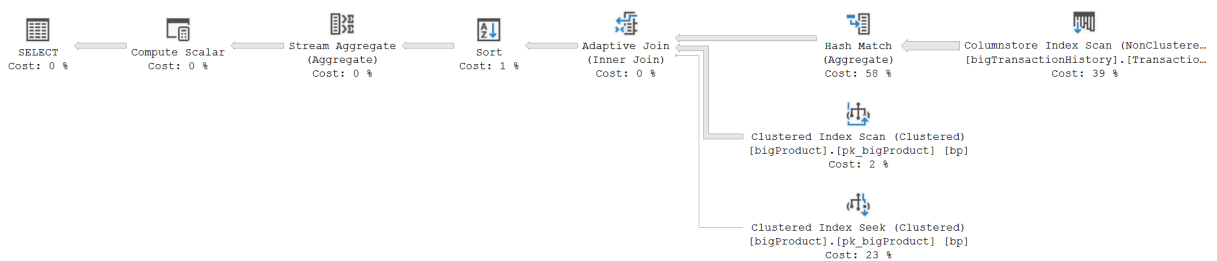 SELECT
Cost: 0 %
Compute Scalar
Cost: 0 %
Stream Aggregate
(Aggregate)
Cost: 0 %
Sort
Cost: 1 %
Adaptive Join
(Inner Join)
Cost: 0 %
Hash Match
(Aggregate)
Cost: 58 %
Columnstore Index Scan (NonClustere…
[bigTransactionHistory].[Transactio…
Cost: 39 %
Clustered Index Scan (Clustered)
[bigProduct].[pk_bigProduct] [bp]
Cost: 2 %
Clustered Index Seek (Clustered)
[bigProduct].[pk_bigProduct] [bp]
Cost: 23 %